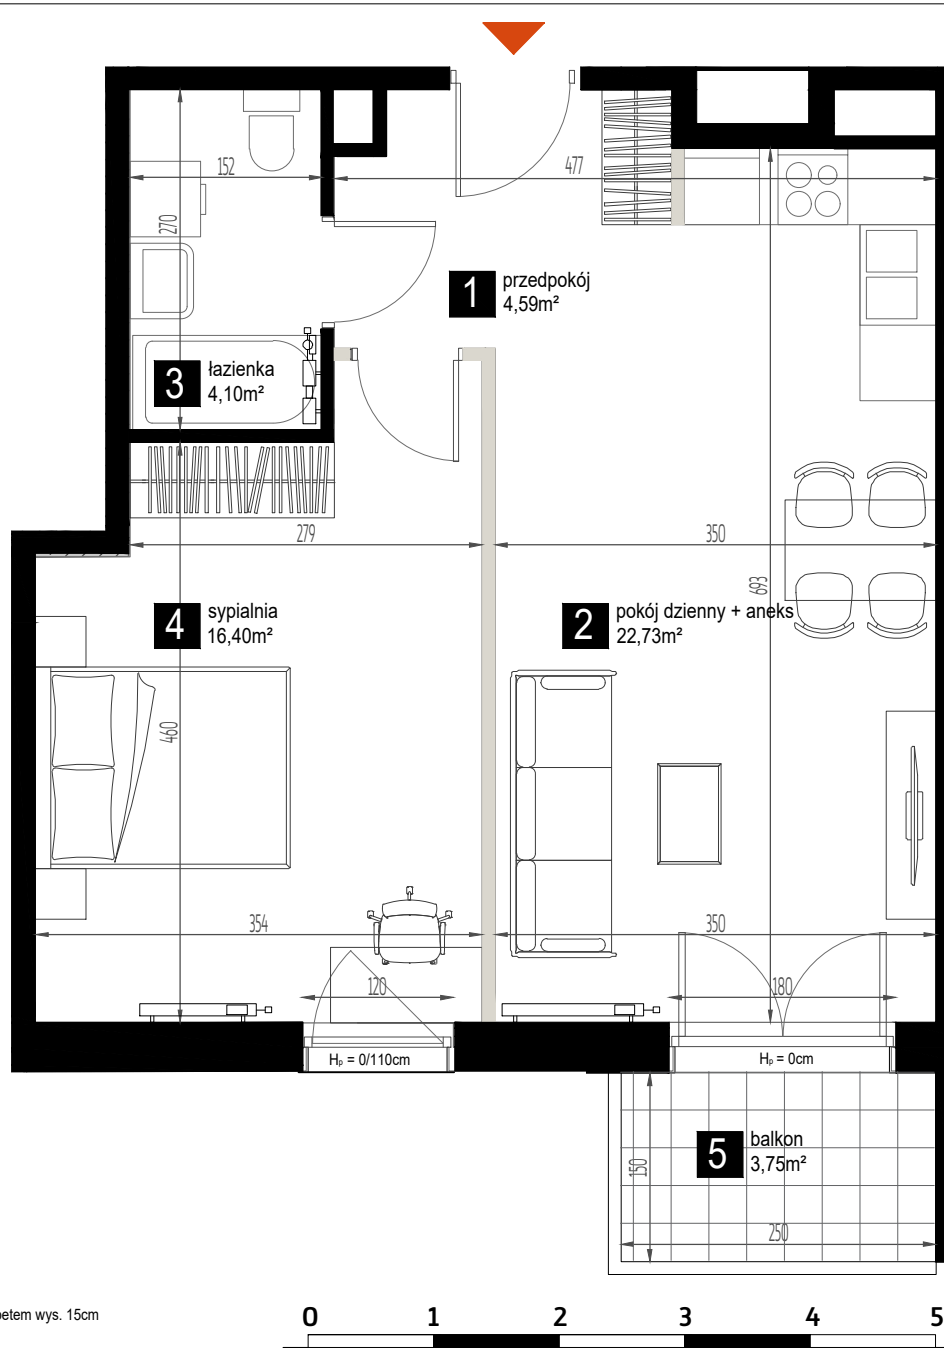 152
477
270
1
przedpokój
4,59m²
3
łazienka
4,10m²
279
350
693
4
sypialnia
16,40m²
2
pokój dzienny + aneks
22,73m²
460
354
350
120
180
Hₚ = 0/110cm
Hₚ = 0cm
5
balkon
3,75m²
150
250
petem wys. 15cm
0 1 2 3 4 5